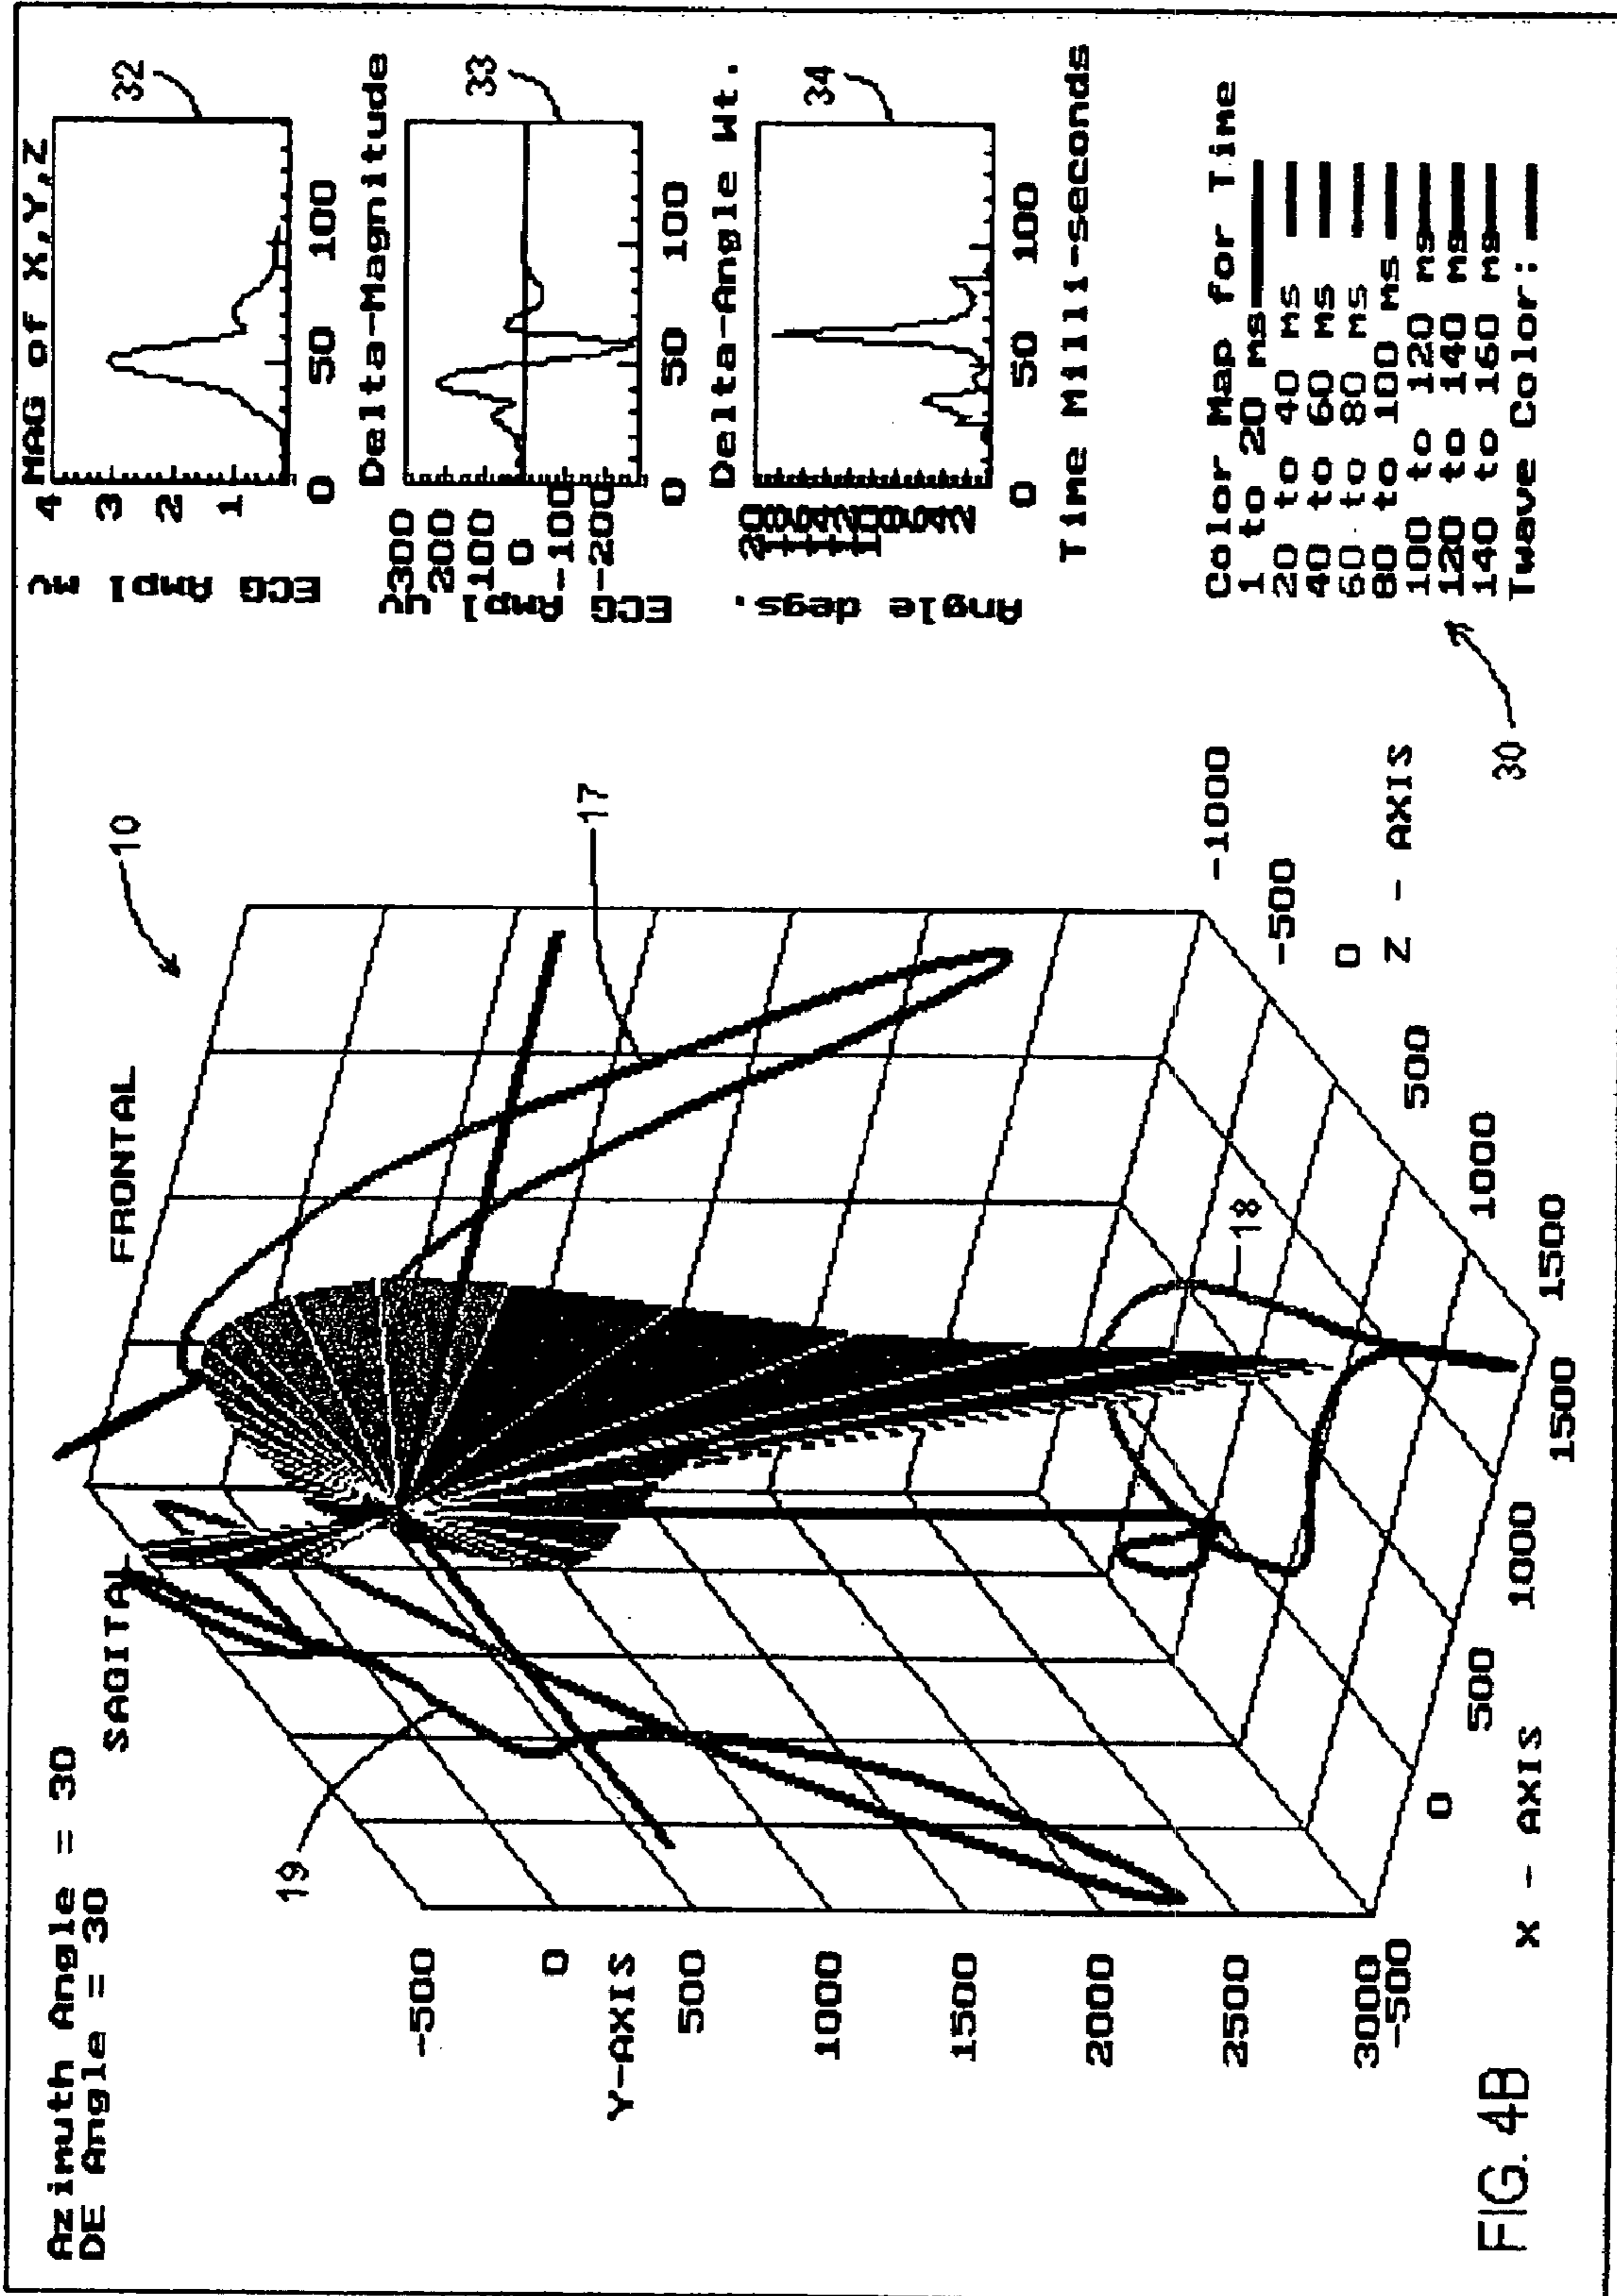 Azimuth Angle = 30
DE Angle = 30
SAGITAL
FRONTAL
10
17
18
19
-500
0
Y-AXIS
500
1000
1500
2000
2500
3000
-500
0
500
1000
1500
X - AXIS
1500
1000
500
0
-500
-1000
Z - AXIS
MAG of X,Y,Z
4
3
2
1
0 50 100
ECG Ampl mv
32
Delta-Magnitude
300
200
100
0
-100
-200
0 50 100
ECG Ampl uv
33
Delta-Angle Wt.
0 50 100
Angle degs.
34
Time Milli-seconds
Color Map for Time
1 to 20 ms
20 to 40 ms
40 to 60 ms
60 to 80 ms
80 to 100 ms
100 to 120 ms
120 to 140 ms
140 to 160 ms
Twave Color:
30
FIG. 4B